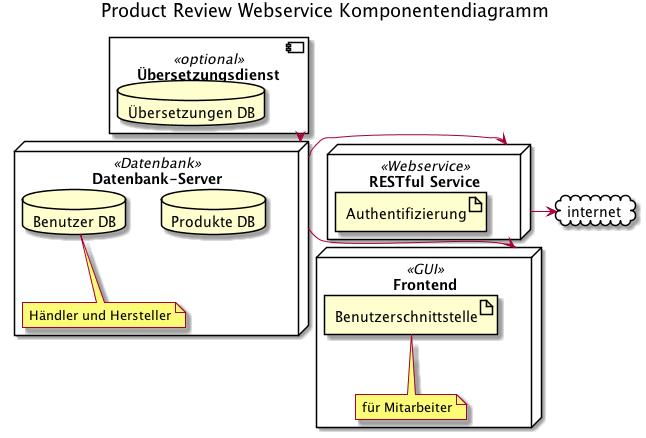 Product Review Webservice Komponentendiagramm
«optional»
Übersetzungsdienst
Übersetzungen DB
«Datenbank»
Datenbank-Server
Benutzer DB
Produkte DB
Händler und Hersteller
«Webservice»
RESTful Service
Authentifizierung
internet
«GUI»
Frontend
Benutzerschnittstelle
für Mitarbeiter